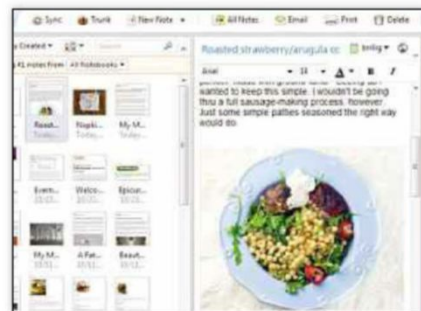 Sync Trunk +New Note All Notes Email Print Delete
Created
41 notes from All Notebooks
Roasted strawberry/arugula co
Arial B I
wanted to keep this simple. I wouldn't be going
thru a full sausage-making process, however.
Just some simple patties seasoned the right way
would do.
Roast... Napki... My M...
Today, Today, Today,
Evern... Welco... Epicur...
My M... A Pat... Beaut...